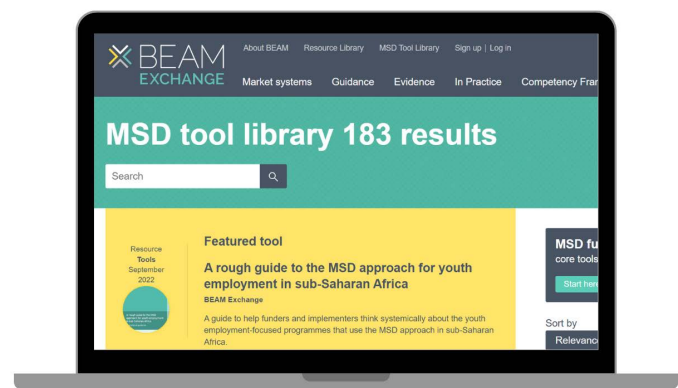 BEAM
EXCHANGE
About BEAM Resource Library MSD Tool Library Sign up | Log in
Market systems Guidance Evidence In Practice Competency Fra
MSD tool library 183 results
Search
Resource
Tools
September
2022
Featured tool
A rough guide to the MSD approach for youth
employment in sub-Saharan Africa
BEAM Exchange
A guide to help funders and implementers think systemically about the youth
employment-focused programmes that use the MSD approach in sub-Saharan
Africa.
MSD fu
core tools
Start here
Sort by
Relevanc